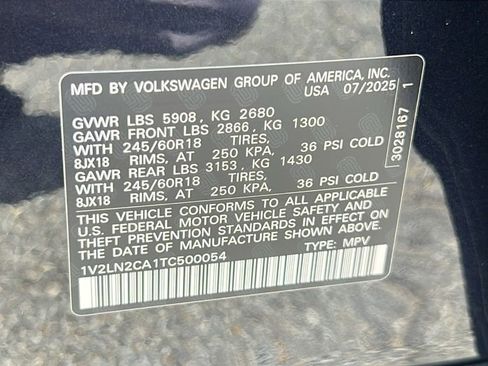 MFD BY VOLKSWAGEN GROUP OF AMERICA, INC.
USA 07/2025
GVWR LBS 5908, KG 2680
GAWR FRONT LBS 2866, KG 1300
WITH 245/60R18 TIRES,
8JX18 RIMS, AT 250 KPA, 36 PSI COLD
GAWR REAR LBS 3153, KG 1430
WITH 245/60R18 TIRES,
8JX18 RIMS, AT 250 KPA, 36 PSI COLD
THIS VEHICLE CONFORMS TO ALL APPLICABLE
U.S. FEDERAL MOTOR VEHICLE SAFETY AND
THEFT PREVENTION STANDARDS IN EFFECT ON
THE DATE OF MANUFACTURE SHOWN ABOVE.
1V2LN2CA1TC500054 TYPE: MPV
3028167 1